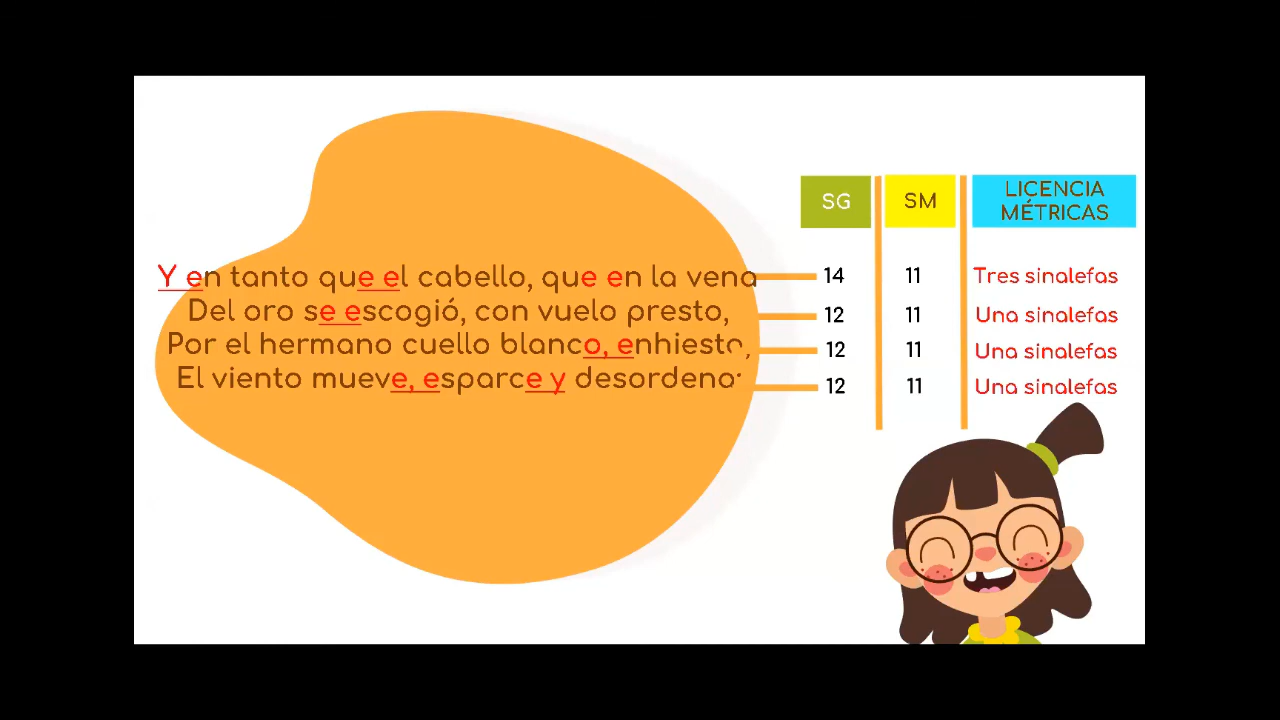 SG
SM
LICENCIA
MÉTRICAS
Y en tanto que el cabello, que en la vena 14 11 Tres sinalefas
Del oro se escogió, con vuelo presto, 12 11 Una sinalefas
Por el hermano cuello blanco, enhiesto, 12 11 Una sinalefas
El viento mueve, esparce y desordena: 12 11 Una sinalefas